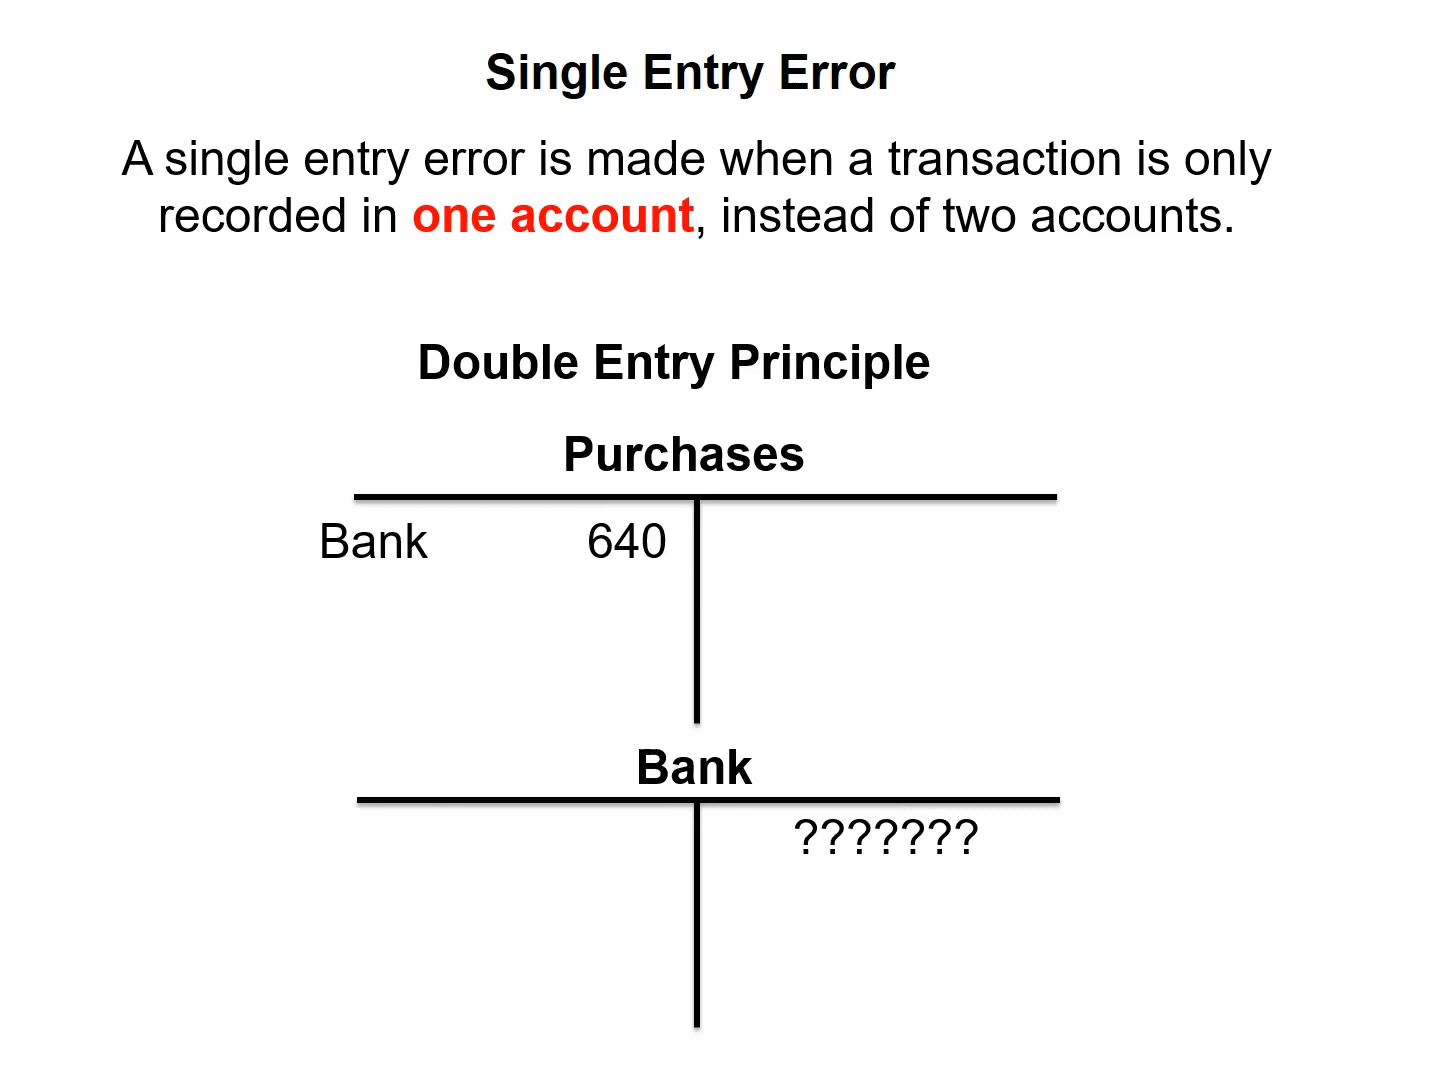 Single Entry Error
A single entry error is made when a transaction is only
recorded in one account, instead of two accounts.
Double Entry Principle
Purchases
Bank 640
Bank
???????